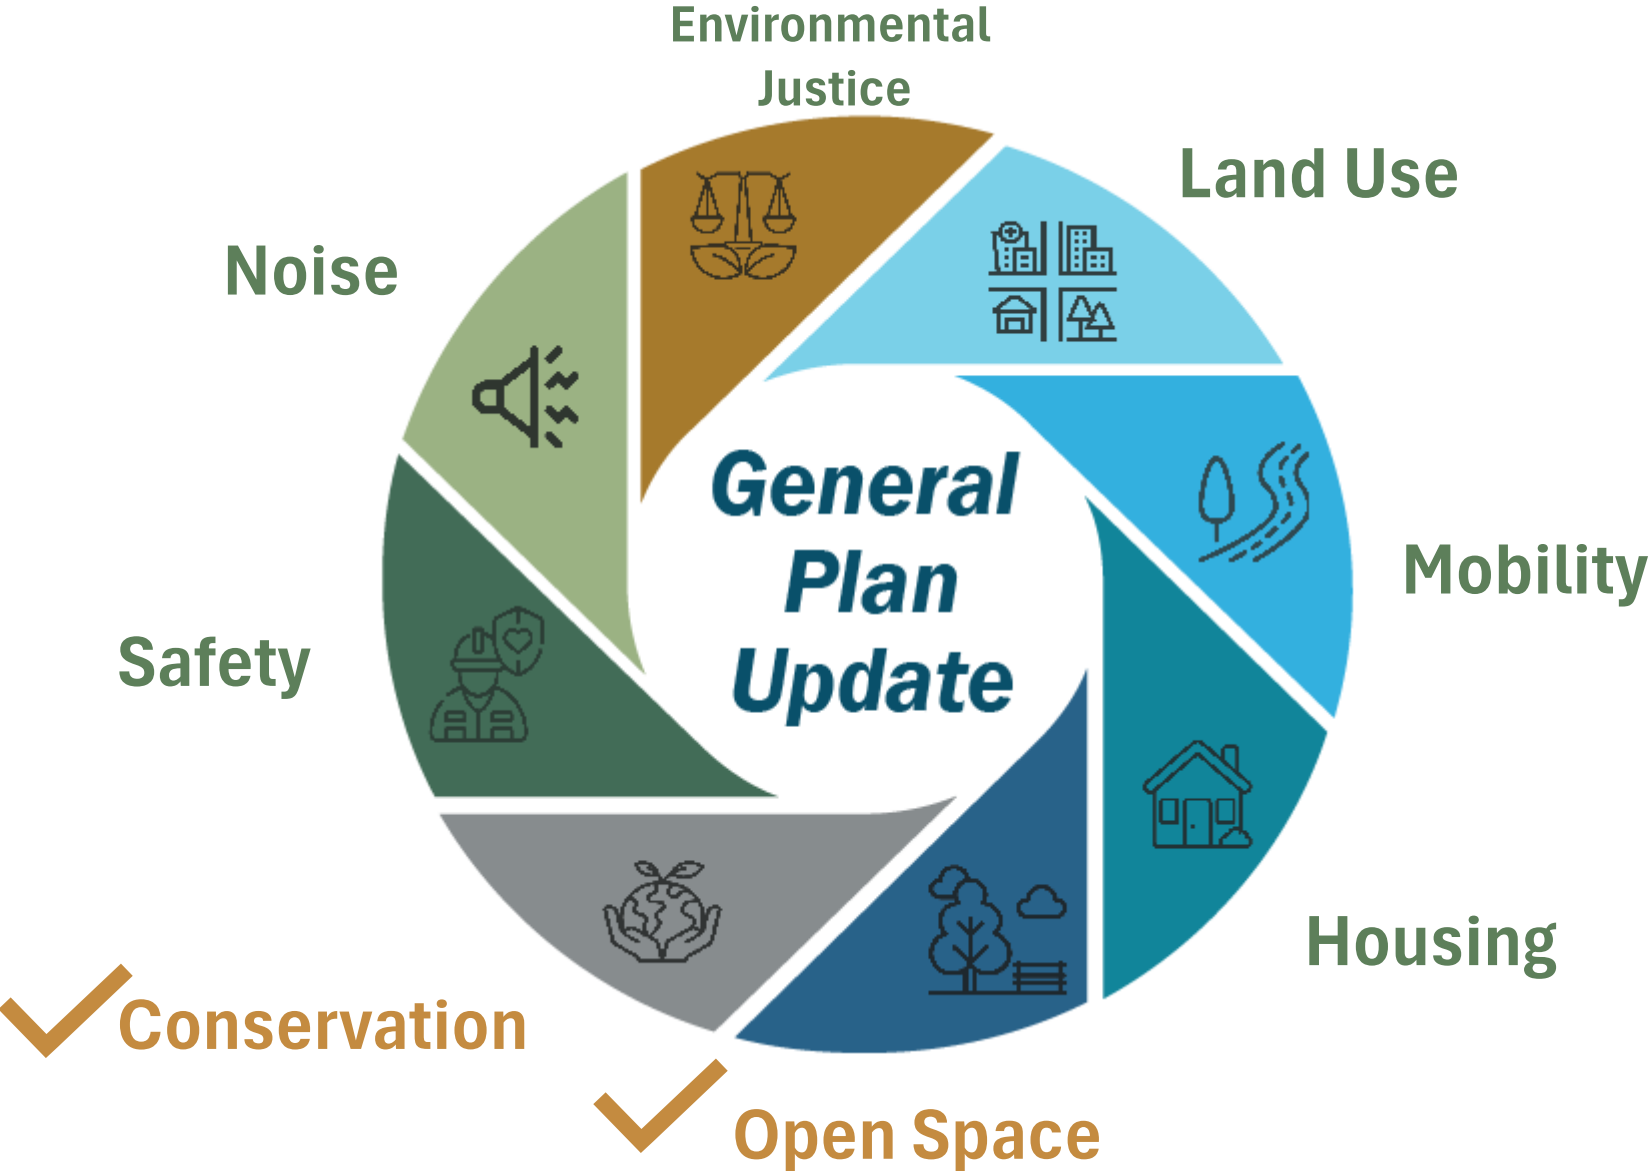 Environmental
Justice
Land Use
Noise
General
Plan
Update
Mobility
Safety
Housing
Conservation
Open Space